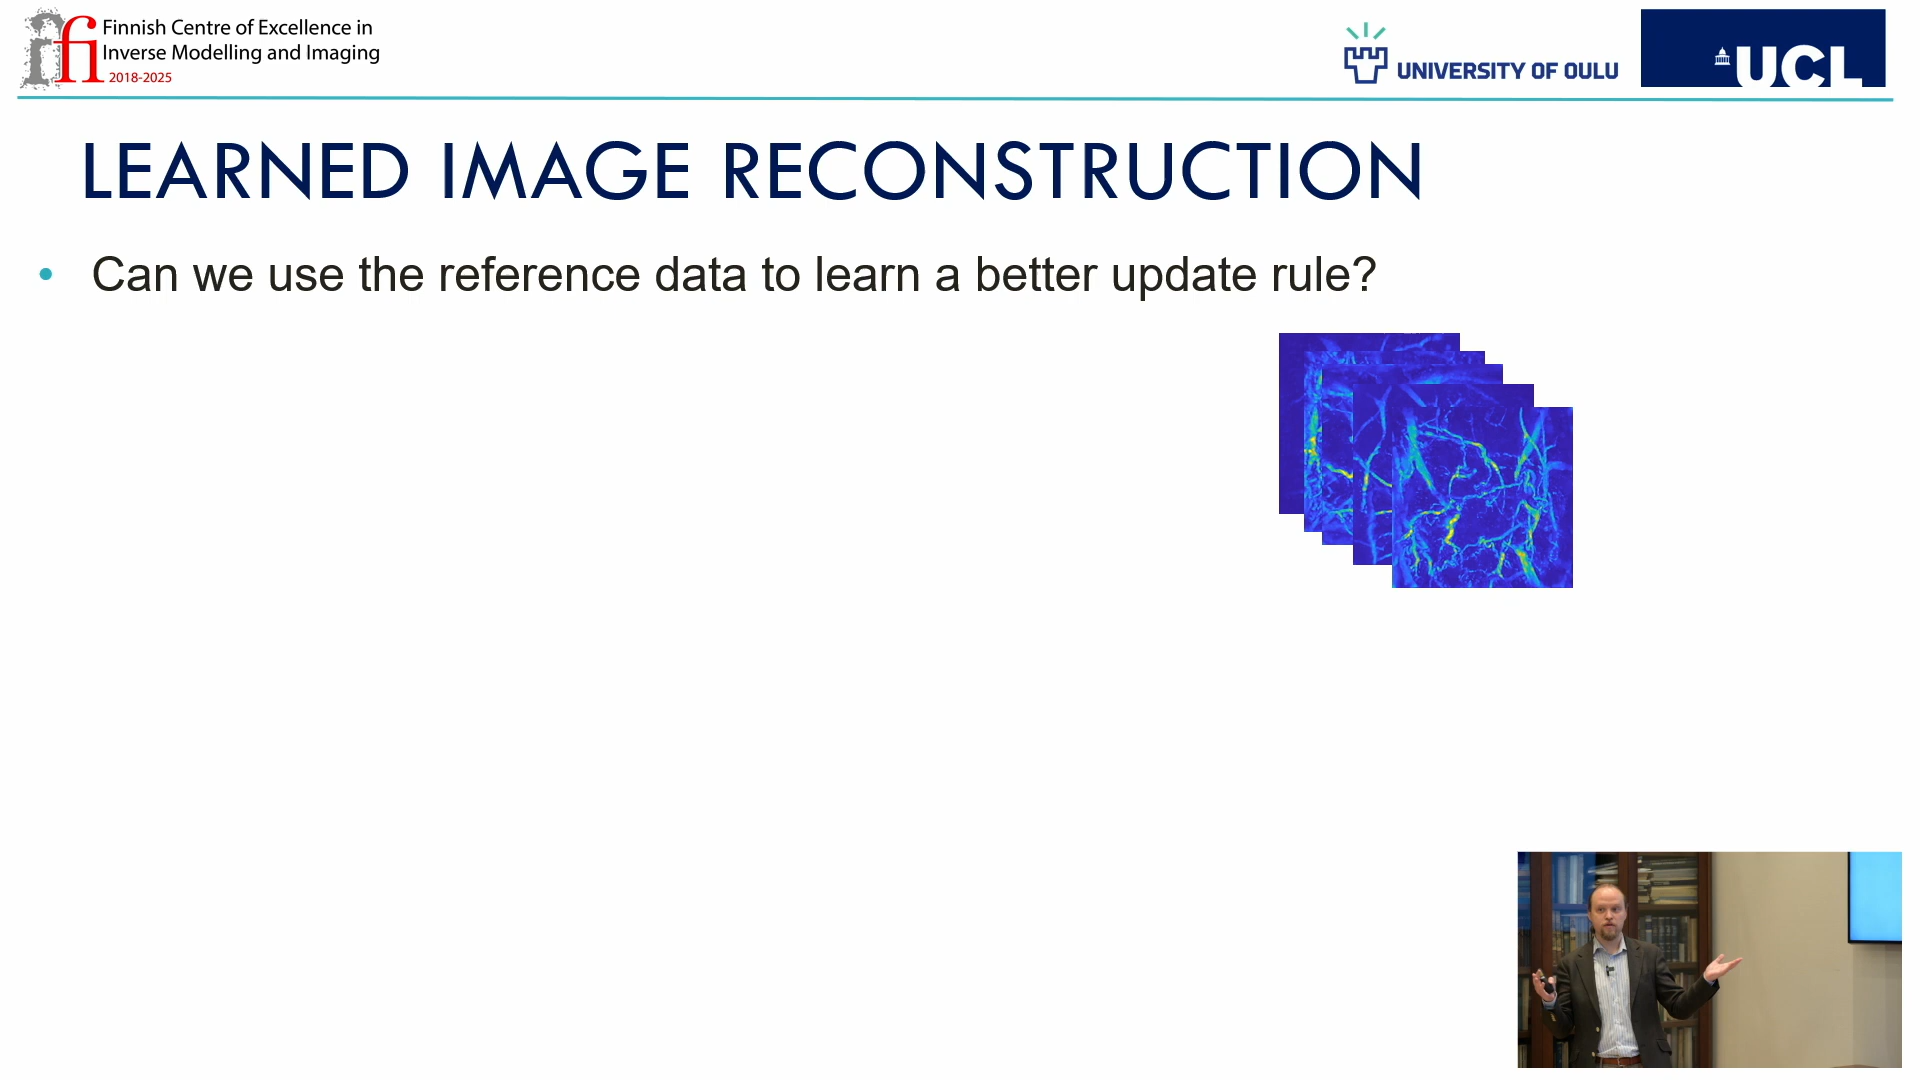 Finnish Centre of Excellence in
Inverse Modelling and Imaging
2018-2025
fi
UNIVERSITY OF OULU
UCL
LEARNED IMAGE RECONSTRUCTION
• Can we use the reference data to learn a better update rule?